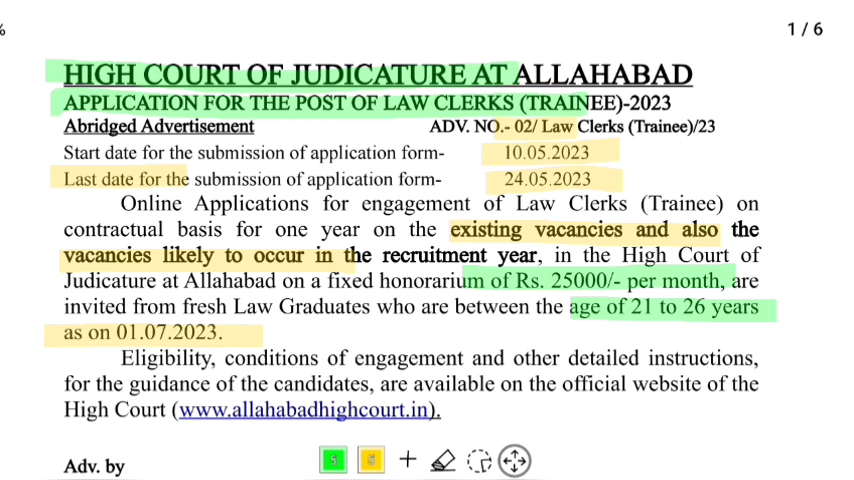 1 / 6
HIGH COURT OF JUDICATURE AT ALLAHABAD
APPLICATION FOR THE POST OF LAW CLERKS (TRAINEE)-2023
Abridged Advertisement ADV. NO.- 02/ Law Clerks (Trainee)/23
Start date for the submission of application form- 10.05.2023
Last date for the submission of application form- 24.05.2023
Online Applications for engagement of Law Clerks (Trainee) on
contractual basis for one year on the existing vacancies and also the
vacancies likely to occur in the recruitment year, in the High Court of
Judicature at Allahabad on a fixed honorarium of Rs. 25000/- per month, are
invited from fresh Law Graduates who are between the age of 21 to 26 years
as on 01.07.2023.
Eligibility, conditions of engagement and other detailed instructions,
for the guidance of the candidates, are available on the official website of the
High Court (www.allahabadhighcourt.in).
Adv. by